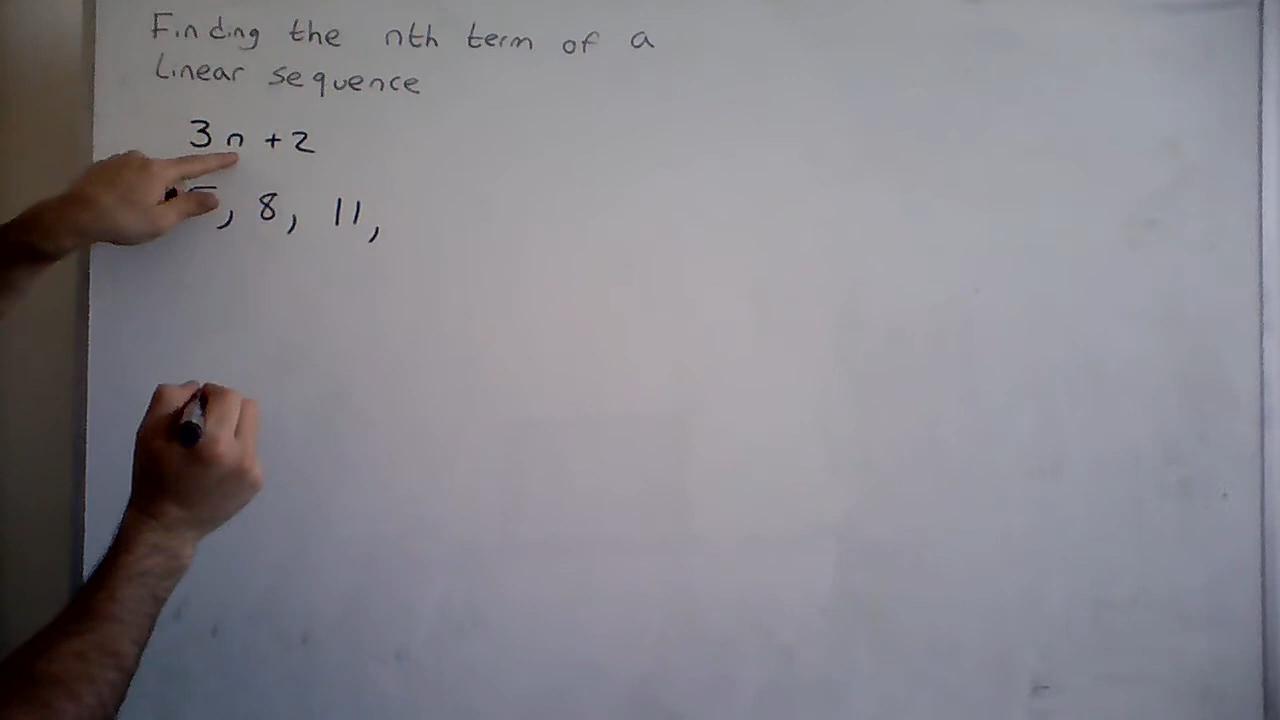 Finding the nth term of a
Linear sequence
3n +2
, 8, 11,